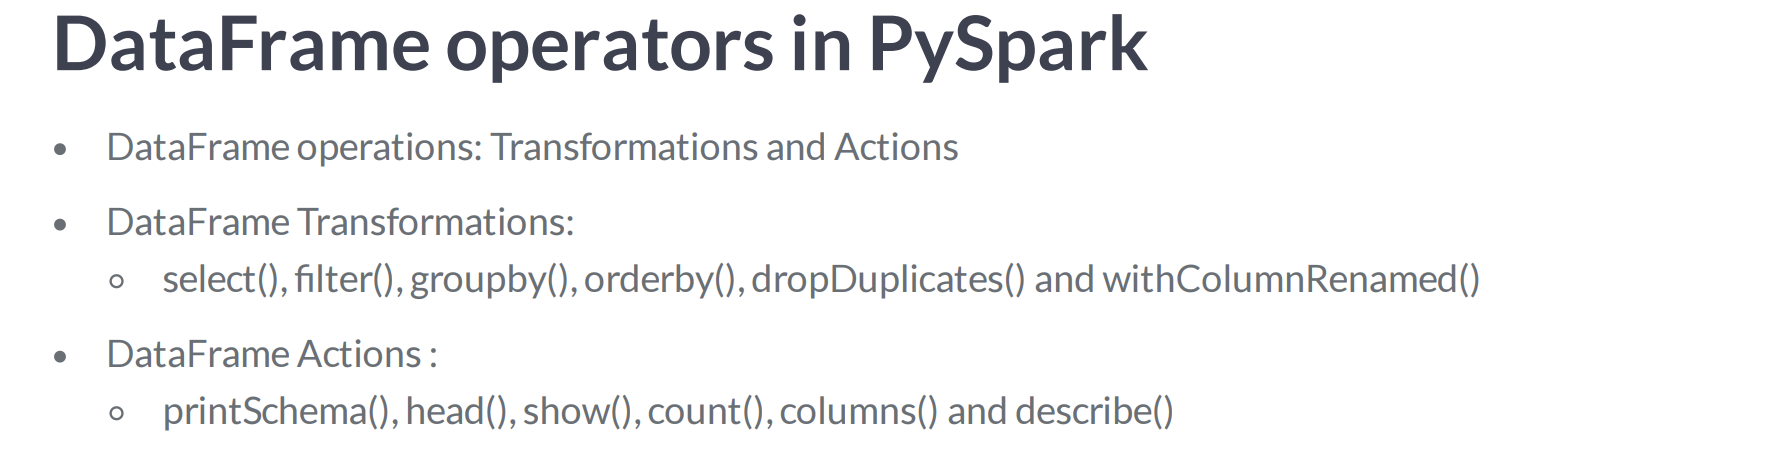 DataFrame operators in PySpark
• DataFrame operations: Transformations and Actions
• DataFrame Transformations:
○ select(), filter(), groupby(), orderby(), dropDuplicates() and withColumnRenamed()
• DataFrame Actions :
○ printSchema(), head(), show(), count(), columns() and describe()